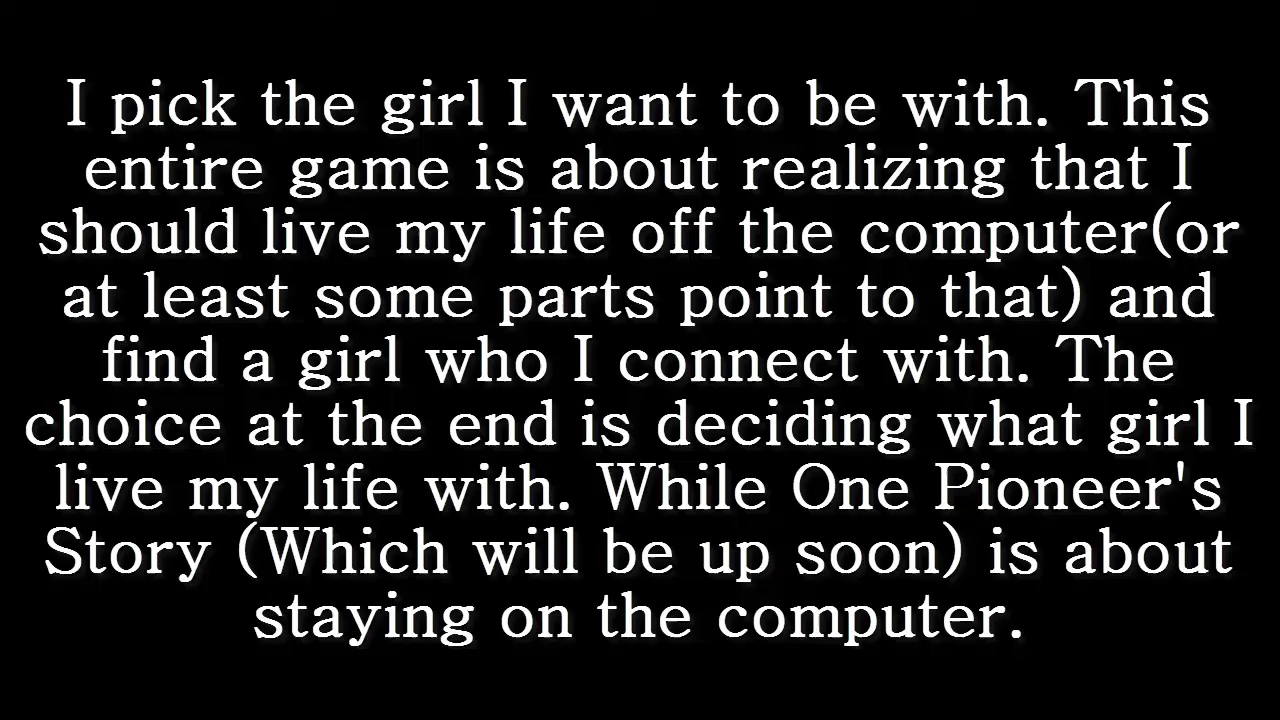 I pick the girl I want to be with. This
entire game is about realizing that I
should live my life off the computer(or
at least some parts point to that) and
find a girl who I connect with. The
choice at the end is deciding what girl I
live my life with. While One Pioneer's
Story (Which will be up soon) is about
staying on the computer.